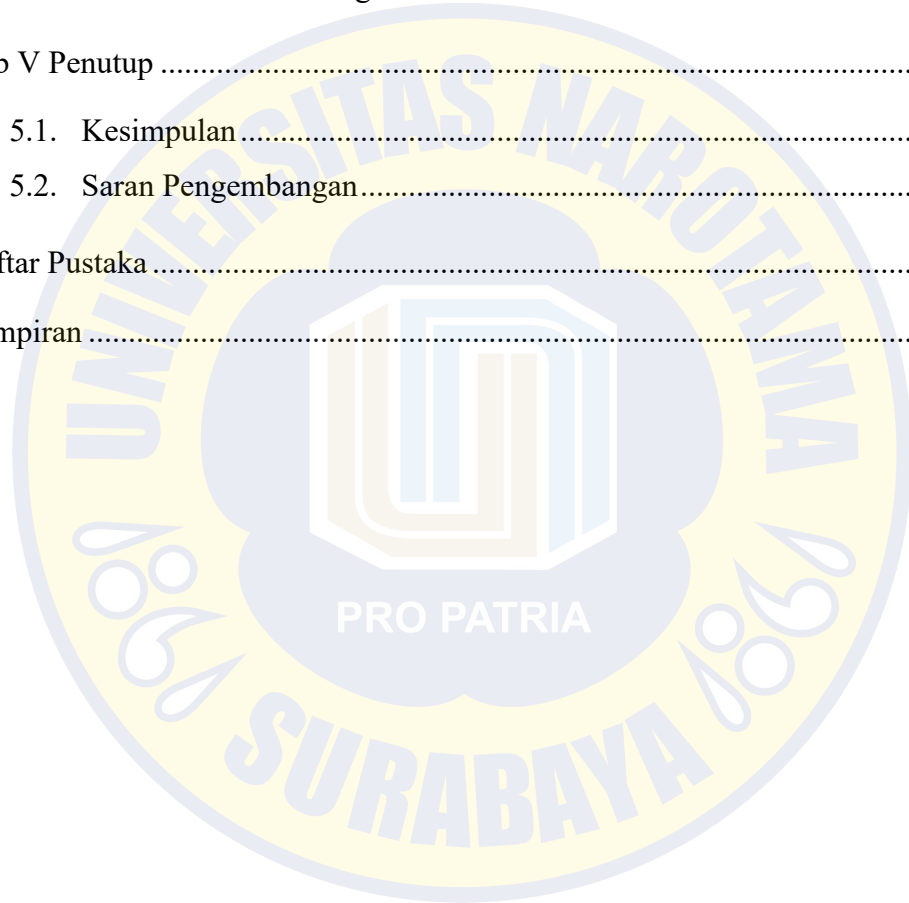 b V Penutup ..............................................................................................
5.1. Kesimpulan ....................................................................................
5.2. Saran Pengembangan .....................................................................
ftar Pustaka ..............................................................................................
mpiran ......................................................................................................
UNIVERSITAS NAROTAMA
PRO PATRIA
SURABAYA